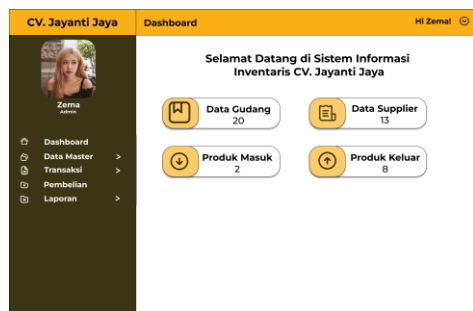 CV. Jayanti Jaya
Dashboard
Hi Zema!
Zema
Admin
Dashboard
Data Master >
Transaksi >
Pembelian
Laporan >
Selamat Datang di Sistem Informasi
Inventaris CV. Jayanti Jaya
Data Gudang
20
Data Supplier
13
Produk Masuk
2
Produk Keluar
8